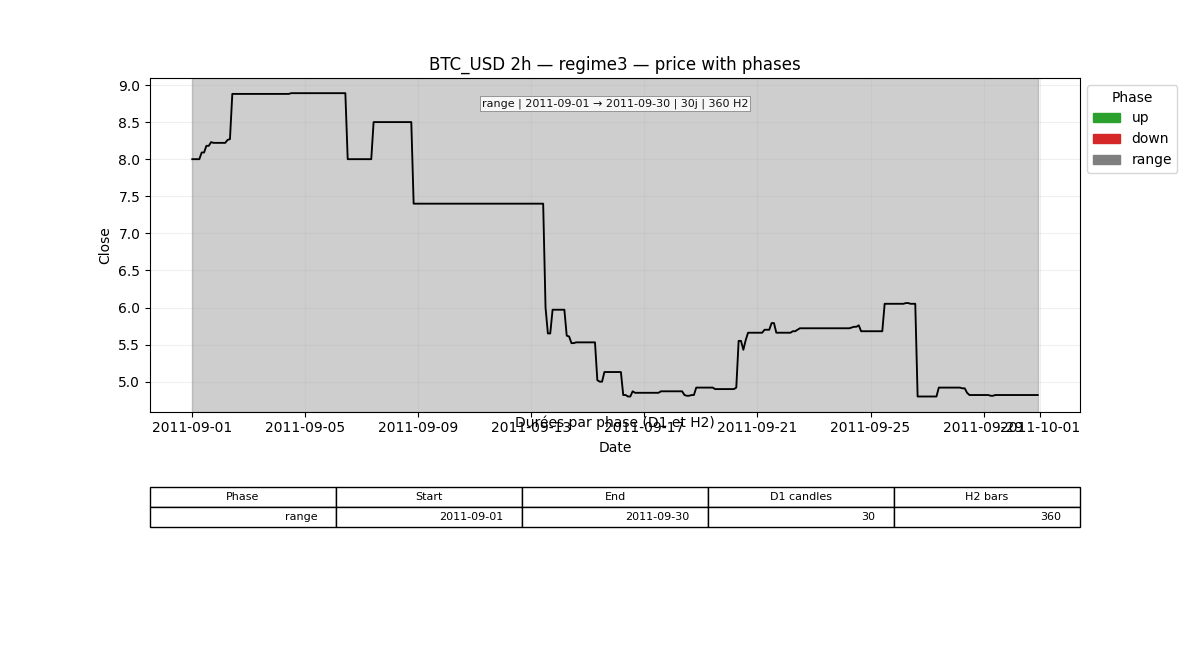 BTC_USD 2h — regime3 — price with phases
range | 2011-09-01 → 2011-09-30 | 30j | 360 H2
Phase
up
down
range
Close
9.0
8.5
8.0
7.5
7.0
6.5
6.0
5.5
5.0
Durées par phase (D1 et H2)
2011-09-01 2011-09-05 2011-09-09 2011-09-13 2011-09-17 2011-09-21 2011-09-25 2011-09-29 2011-10-01
Date
Phase Start End D1 candles H2 bars
range 2011-09-01 2011-09-30 30 360